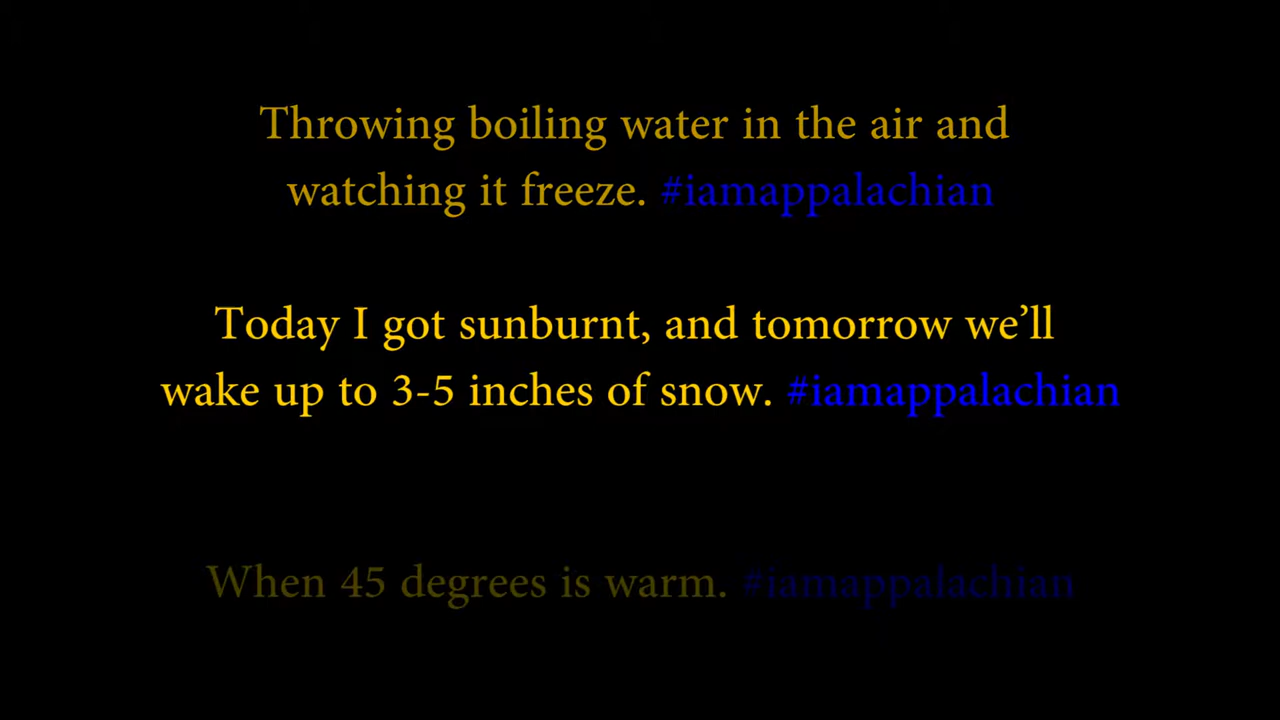 Throwing boiling water in the air and
watching it freeze. #iamappalachian
Today I got sunburnt, and tomorrow we’ll
wake up to 3-5 inches of snow. #iamappalachian
When 45 degrees is warm. #iamappalachian